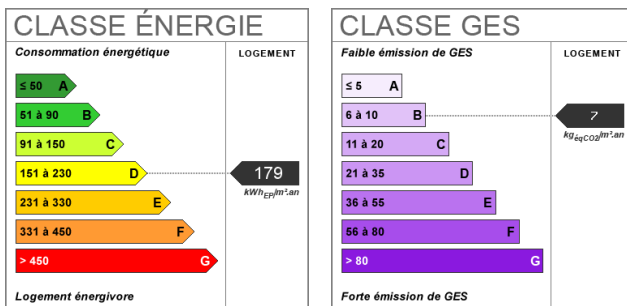 CLASSE ÉNERGIE
Consommation énergétique
LOGEMENT
≤ 50 A
51 à 90 B
91 à 150 C
151 à 230 D
179
kWhEP/m².an
231 à 330 E
331 à 450 F
> 450 G
Logement énergivore
CLASSE GES
Faible émission de GES
LOGEMENT
≤ 5 A
6 à 10 B
7
kgéqCO2/m².an
11 à 20 C
21 à 35 D
36 à 55 E
56 à 80 F
> 80 G
Forte émission de GES